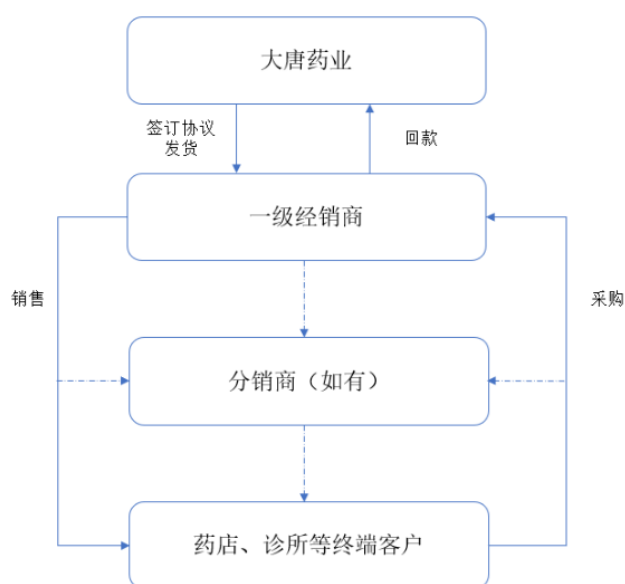 大唐药业
签订协议
发货
回款
一级经销商
销售
采购
分销商（如有）
药店、诊所等终端客户